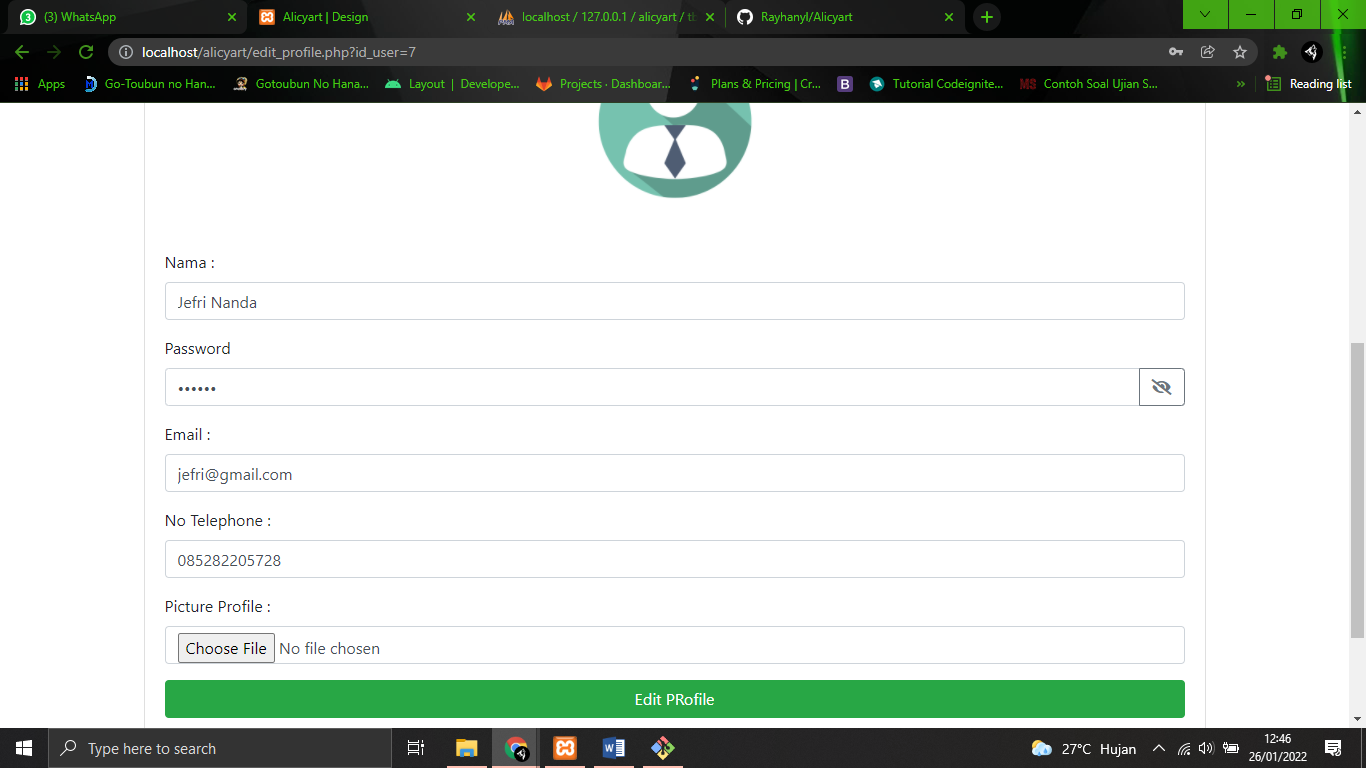 3 (3) WhatsApp
Alicyart | Design
localhost / 127.0.0.1 / alicyart / tb
Rayhanyl/Alicyart
localhost/alicyart/edit_profile.php?id_user=7
Apps
Go-Toubun no Han...
Gotoubun No Hana...
Layout | Develope...
Projects · Dashboar...
Plans & Pricing | Cr...
B
Tutorial Codeignite...
MS Contoh Soal Ujian S...
»
Reading list
Nama :
Jefri Nanda
Password
••••••
Email :
jefri@gmail.com
No Telephone :
085282205728
Picture Profile :
Choose File No file chosen
Edit PRofile
Type here to search
27°C Hujan
12:46
26/01/2022